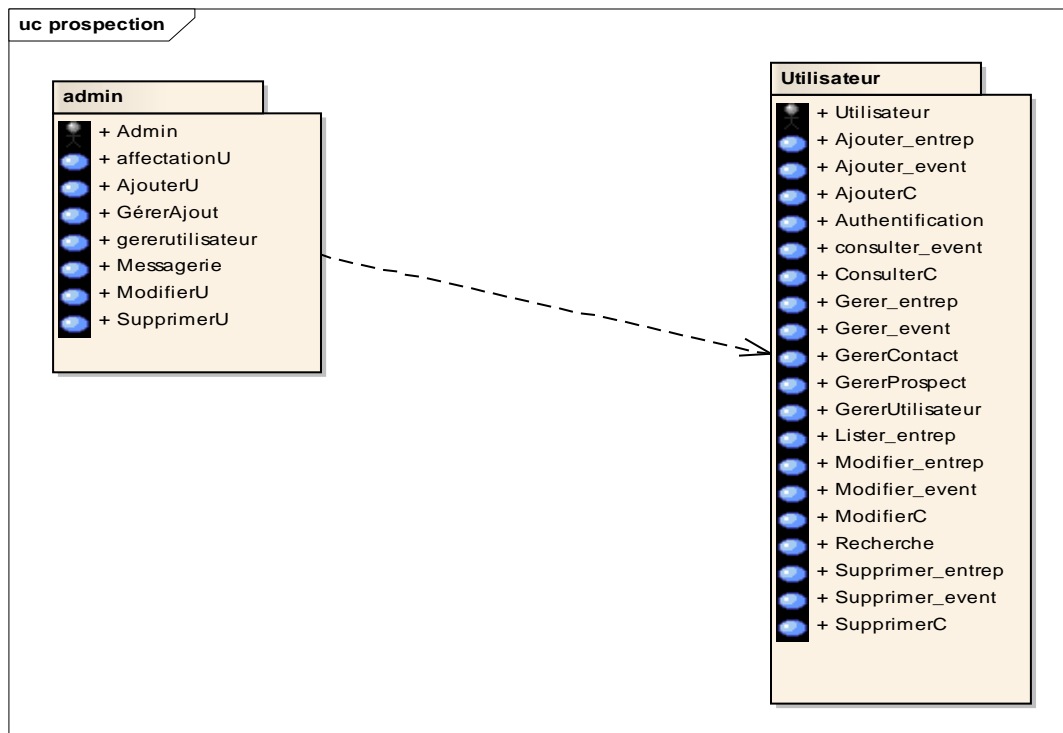 uc prospection
admin
+ Admin
+ affectationU
+ AjouterU
+ GérerAjout
+ gererutilisateur
+ Messagerie
+ ModifierU
+ SupprimerU
Utilisateur
+ Utilisateur
+ Ajouter_entrep
+ Ajouter_event
+ AjouterC
+ Authentification
+ consulter_event
+ ConsulterC
+ Gerer_entrep
+ Gerer_event
+ GererContact
+ GererProspect
+ GererUtilisateur
+ Lister_entrep
+ Modifier_entrep
+ Modifier_event
+ ModifierC
+ Recherche
+ Supprimer_entrep
+ Supprimer_event
+ SupprimerC